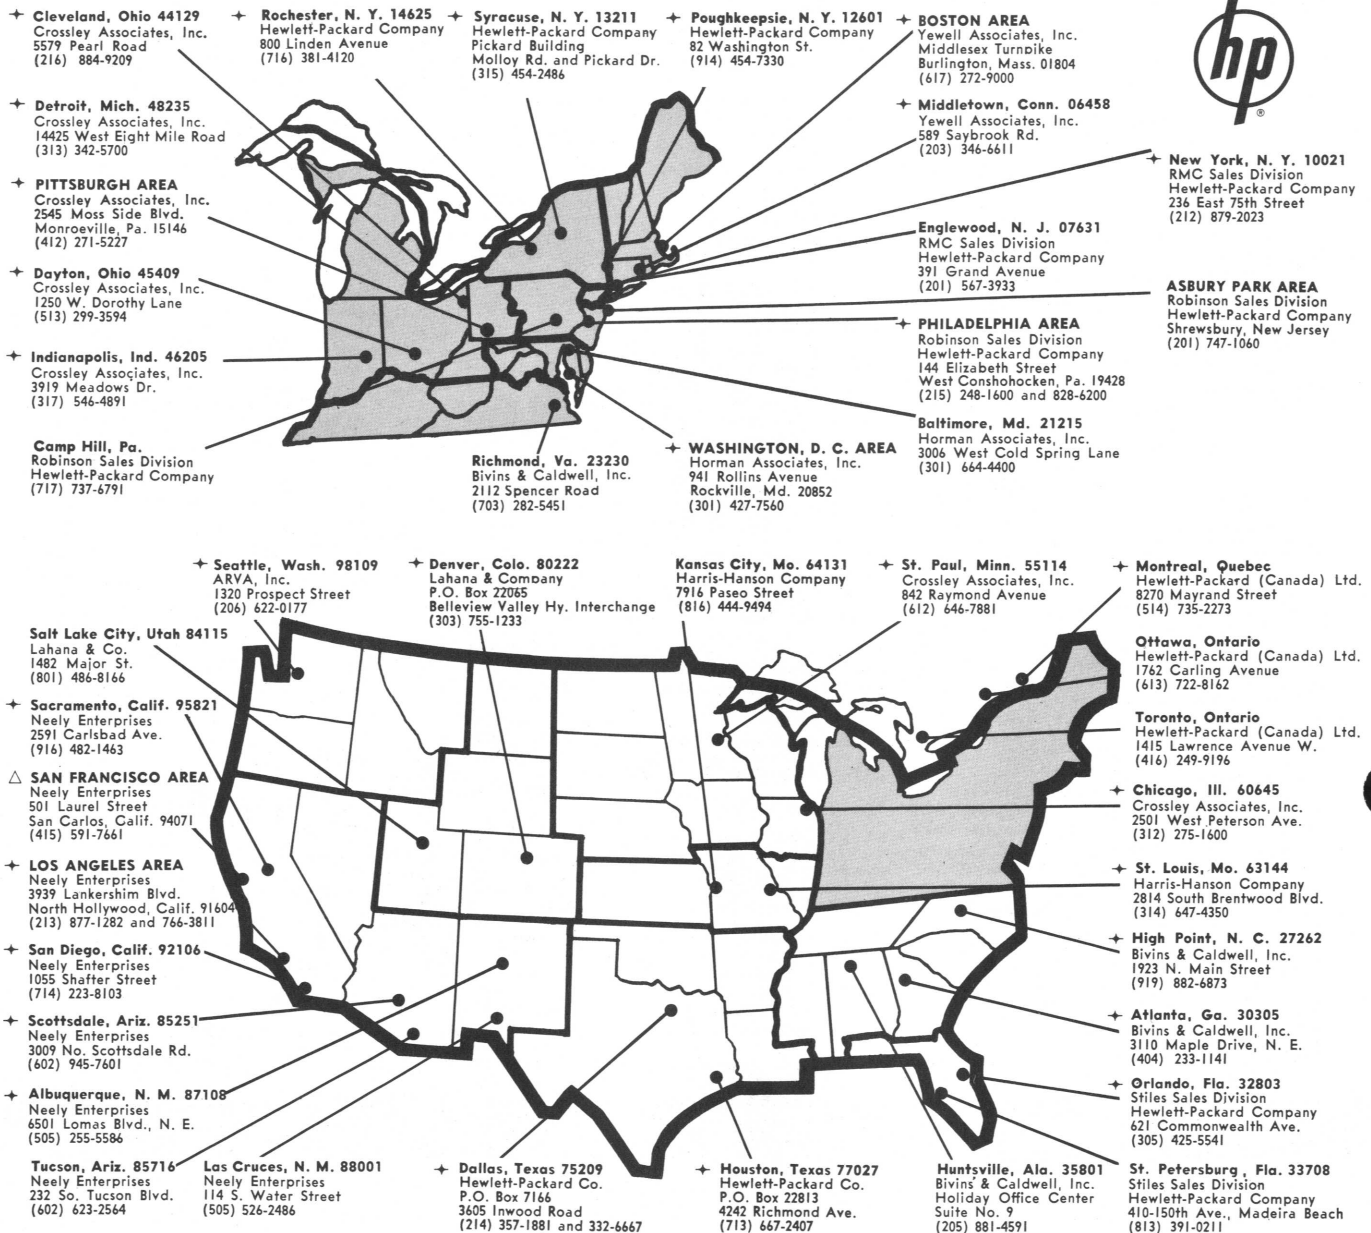 ✦ Cleveland, Ohio 44129
Crossley Associates, Inc.
5579 Pearl Road
(216) 884-9209
✦ Rochester, N. Y. 14625
Hewlett-Packard Company
800 Linden Avenue
(716) 381-4120
✦ Syracuse, N. Y. 13211
Hewlett-Packard Company
Pickard Building
Molloy Rd. and Pickard Dr.
(315) 454-2486
✦ Poughkeepsie, N. Y. 12601
Hewlett-Packard Company
82 Washington St.
(914) 454-7330
✦ BOSTON AREA
Yewell Associates, Inc.
Middlesex Turnpike
Burlington, Mass. 01804
(617) 272-9000
hp
®
✦ Detroit, Mich. 48235
Crossley Associates, Inc.
14425 West Eight Mile Road
(313) 342-5700
✦ Middletown, Conn. 06458
Yewell Associates, Inc.
589 Saybrook Rd.
(203) 346-6611
✦ New York, N. Y. 10021
RMC Sales Division
Hewlett-Packard Company
236 East 75th Street
(212) 879-2023
✦ PITTSBURGH AREA
Crossley Associates, Inc.
2545 Moss Side Blvd.
Monroeville, Pa. 15146
(412) 271-5227
Englewood, N. J. 07631
RMC Sales Division
Hewlett-Packard Company
391 Grand Avenue
(201) 567-3933
✦ Dayton, Ohio 45409
Crossley Associates, Inc.
1250 W. Dorothy Lane
(513) 299-3594
ASBURY PARK AREA
Robinson Sales Division
Hewlett-Packard Company
Shrewsbury, New Jersey
(201) 747-1060
✦ PHILADELPHIA AREA
Robinson Sales Division
Hewlett-Packard Company
144 Elizabeth Street
West Conshohocken, Pa. 19428
(215) 248-1600 and 828-6200
✦ Indianapolis, Ind. 46205
Crossley Associates, Inc.
3919 Meadows Dr.
(317) 546-4891
Baltimore, Md. 21215
Horman Associates, Inc.
3006 West Cold Spring Lane
(301) 664-4400
Camp Hill, Pa.
Robinson Sales Division
Hewlett-Packard Company
(717) 737-6791
Richmond, Va. 23230
Bivins & Caldwell, Inc.
2112 Spencer Road
(703) 282-5451
✦ WASHINGTON, D. C. AREA
Horman Associates, Inc.
941 Rollins Avenue
Rockville, Md. 20852
(301) 427-7560
✦ Seattle, Wash. 98109
ARVA, Inc.
1320 Prospect Street
(206) 622-0177
✦ Denver, Colo. 80222
Lahana & Company
P.O. Box 22065
Belleview Valley Hy. Interchange
(303) 755-1233
Kansas City, Mo. 64131
Harris-Hanson Company
7916 Paseo Street
(816) 444-9494
✦ St. Paul, Minn. 55114
Crossley Associates, Inc.
842 Raymond Avenue
(612) 646-7881
✦ Montreal, Quebec
Hewlett-Packard (Canada) Ltd.
8270 Mayrand Street
(514) 735-2273
Salt Lake City, Utah 84115
Lahana & Co.
1482 Major St.
(801) 486-8166
Ottawa, Ontario
Hewlett-Packard (Canada) Ltd.
1762 Carling Avenue
(613) 722-8162
✦ Sacramento, Calif. 95821
Neely Enterprises
2591 Carlsbad Ave.
(916) 482-1463
Toronto, Ontario
Hewlett-Packard (Canada) Ltd.
1415 Lawrence Avenue W.
(416) 249-9196
△ SAN FRANCISCO AREA
Neely Enterprises
501 Laurel Street
San Carlos, Calif. 94071
(415) 591-7661
✦ Chicago, Ill. 60645
Crossley Associates, Inc.
2501 West Peterson Ave.
(312) 275-1600
✦ LOS ANGELES AREA
Neely Enterprises
3939 Lankershim Blvd.
North Hollywood, Calif. 91604
(213) 877-1282 and 766-3811
✦ St. Louis, Mo. 63144
Harris-Hanson Company
2814 South Brentwood Blvd.
(314) 647-4350
✦ San Diego, Calif. 92106
Neely Enterprises
1055 Shafter Street
(714) 223-8103
✦ High Point, N. C. 27262
Bivins & Caldwell, Inc.
1923 N. Main Street
(919) 882-6873
✦ Scottsdale, Ariz. 85251
Neely Enterprises
3009 No. Scottsdale Rd.
(602) 945-7601
✦ Atlanta, Ga. 30305
Bivins & Caldwell, Inc.
3110 Maple Drive, N. E.
(404) 233-1141
✦ Albuquerque, N. M. 87108
Neely Enterprises
6501 Lomas Blvd., N. E.
(505) 255-5586
✦ Orlando, Fla. 32803
Stiles Sales Division
Hewlett-Packard Company
621 Commonwealth Ave.
(305) 425-5541
Tucson, Ariz. 85716
Neely Enterprises
232 So. Tucson Blvd.
(602) 623-2564
Las Cruces, N. M. 88001
Neely Enterprises
114 S. Water Street
(505) 526-2486
✦ Dallas, Texas 75209
Hewlett-Packard Co.
P.O. Box 7166
3605 Inwood Road
(214) 357-1881 and 332-6667
✦ Houston, Texas 77027
Hewlett-Packard Co.
P.O. Box 22813
4242 Richmond Ave.
(713) 667-2407
Huntsville, Ala. 35801
Bivins & Caldwell, Inc.
Holiday Office Center
Suite No. 9
(205) 881-4591
St. Petersburg, Fla. 33708
Stiles Sales Division
Hewlett-Packard Company
410-150th Ave., Madeira Beach
(813) 391-0211